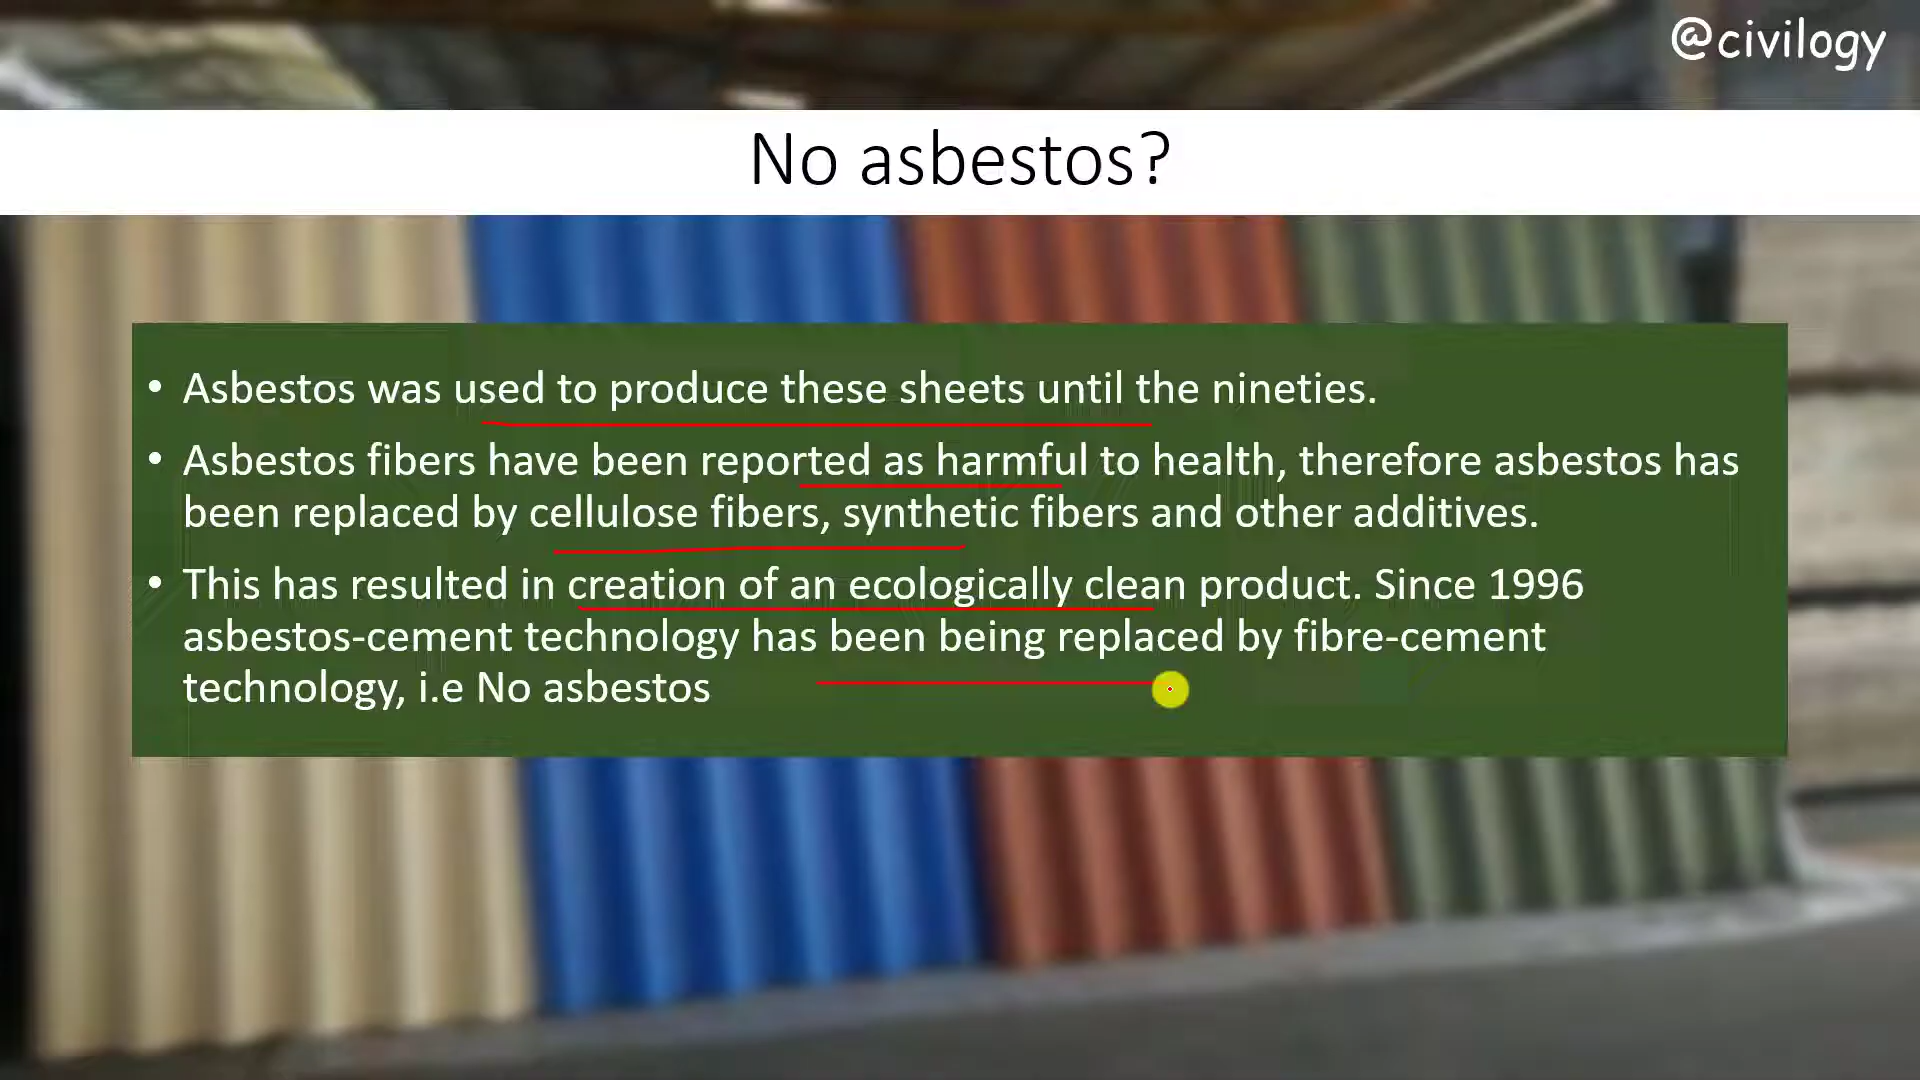 @civilogy
No asbestos?
• Asbestos was used to produce these sheets until the nineties.
• Asbestos fibers have been reported as harmful to health, therefore asbestos has
been replaced by cellulose fibers, synthetic fibers and other additives.
• This has resulted in creation of an ecologically clean product. Since 1996
asbestos-cement technology has been being replaced by fibre-cement
technology, i.e No asbestos